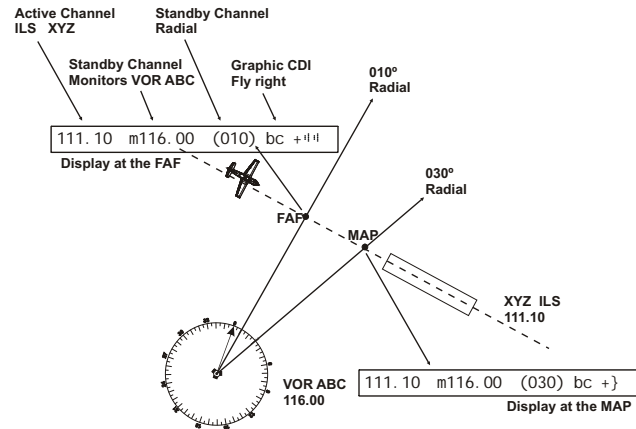 Active Channel
ILS XYZ
Standby Channel
Radial
Standby Channel
Monitors VOR ABC
Graphic CDI
Fly right
010º
Radial
111.10 m116.00 (010) bc +
Display at the FAF
030º
Radial
FAF
MAP
XYZ ILS
111.10
VOR ABC
116.00
111.10 m116.00 (030) bc +}
Display at the MAP